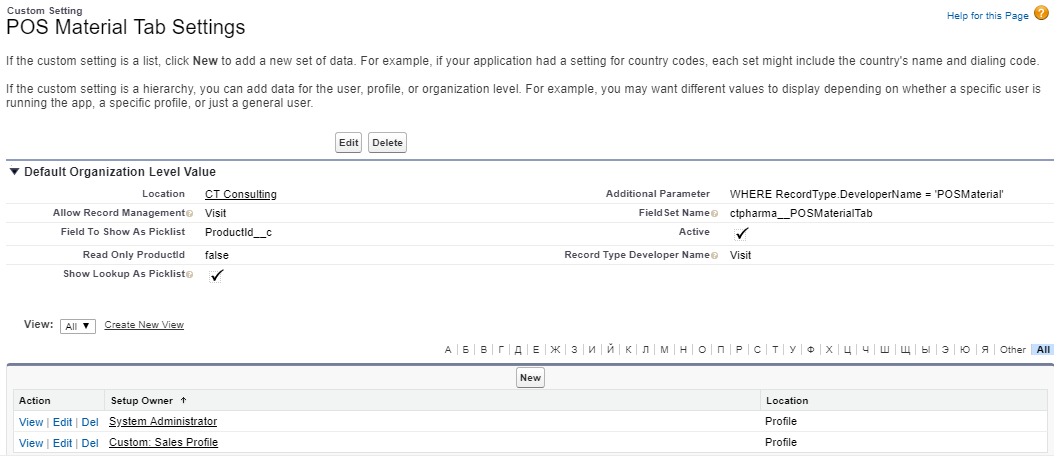 Custom Setting
POS Material Tab Settings
Help for this Page
If the custom setting is a list, click New to add a new set of data. For example, if your application had a setting for country codes, each set might include the country's name and dialing code.
If the custom setting is a hierarchy, you can add data for the user, profile, or organization level. For example, you may want different values to display depending on whether a specific user is
running the app, a specific profile, or just a general user.
Edit Delete
Default Organization Level Value
Location CT Consulting Additional Parameter WHERE RecordType.DeveloperName = 'POSMaterial'
Allow Record Management Visit FieldSet Name ctpharma__POSMaterialTab
Field To Show As Picklist ProductId__c Active
Read Only ProductId false Record Type Developer Name Visit
Show Lookup As Picklist
View: All Create New View
А | Б | В | Г | Д | Е | Ж | З | И | Й | К | Л | М | Н | О | П | Р | С | Т | У | Ф | Х | Ц | Ч | Ш | Щ | Ы | Э | Ю | Я | Other All
New
Action Setup Owner Location
View | Edit | Del System Administrator Profile
View | Edit | Del Custom: Sales Profile Profile